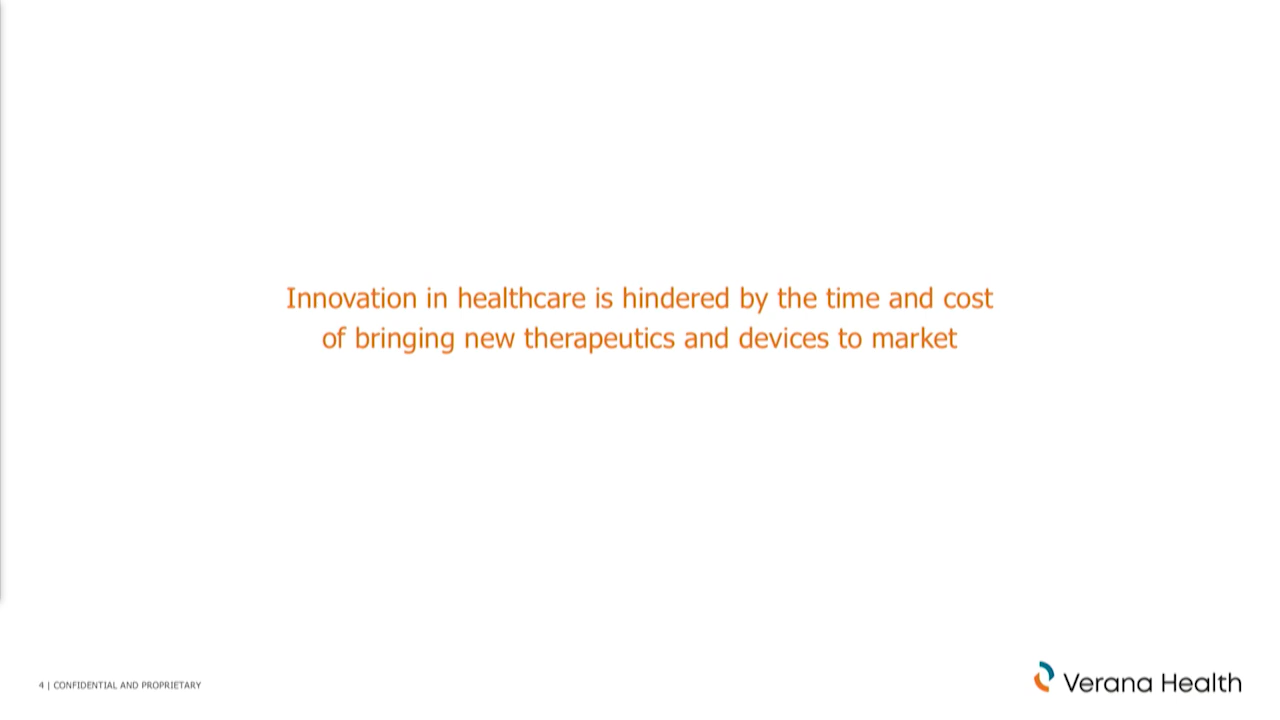 Innovation in healthcare is hindered by the time and cost
of bringing new therapeutics and devices to market
4 | CONFIDENTIAL AND PROPRIETARY
Verana Health